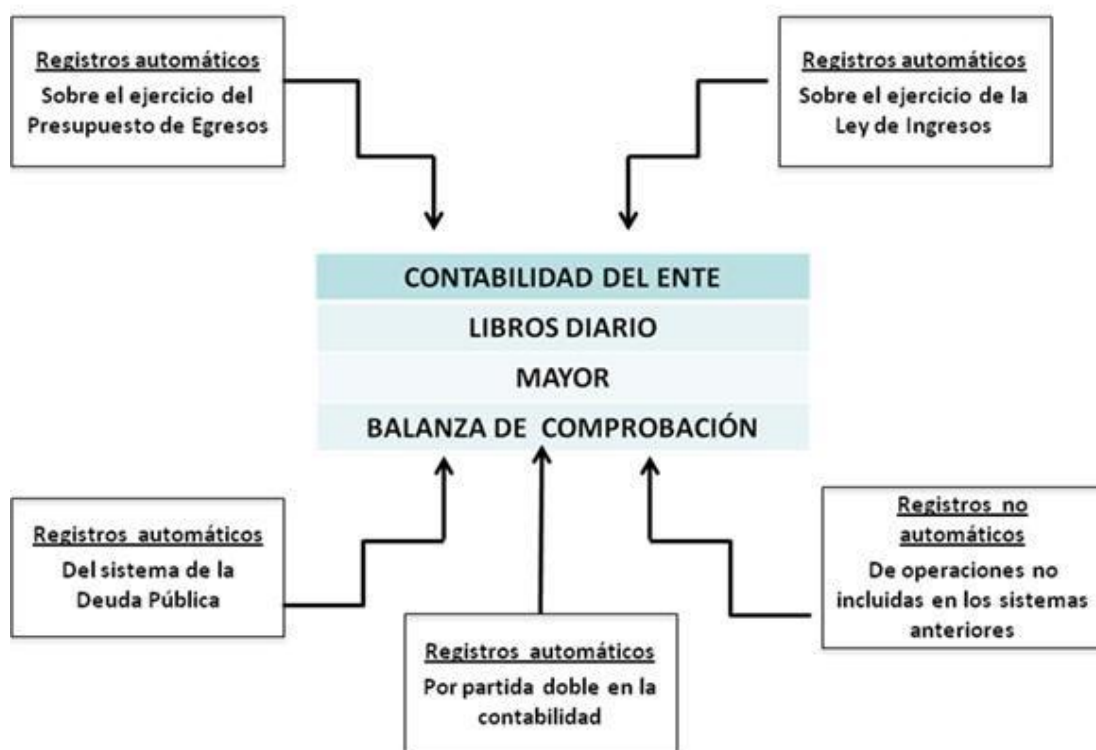 Registros automáticos
Sobre el ejercicio del
Presupuesto de Egresos
Registros automáticos
Sobre el ejercicio de la
Ley de Ingresos
CONTABILIDAD DEL ENTE
LIBROS DIARIO
MAYOR
BALANZA DE COMPROBACIÓN
Registros automáticos
Del sistema de la
Deuda Pública
Registros automáticos
Por partida doble en la
contabilidad
Registros no
automáticos
De operaciones no
incluidas en los sistemas
anteriores